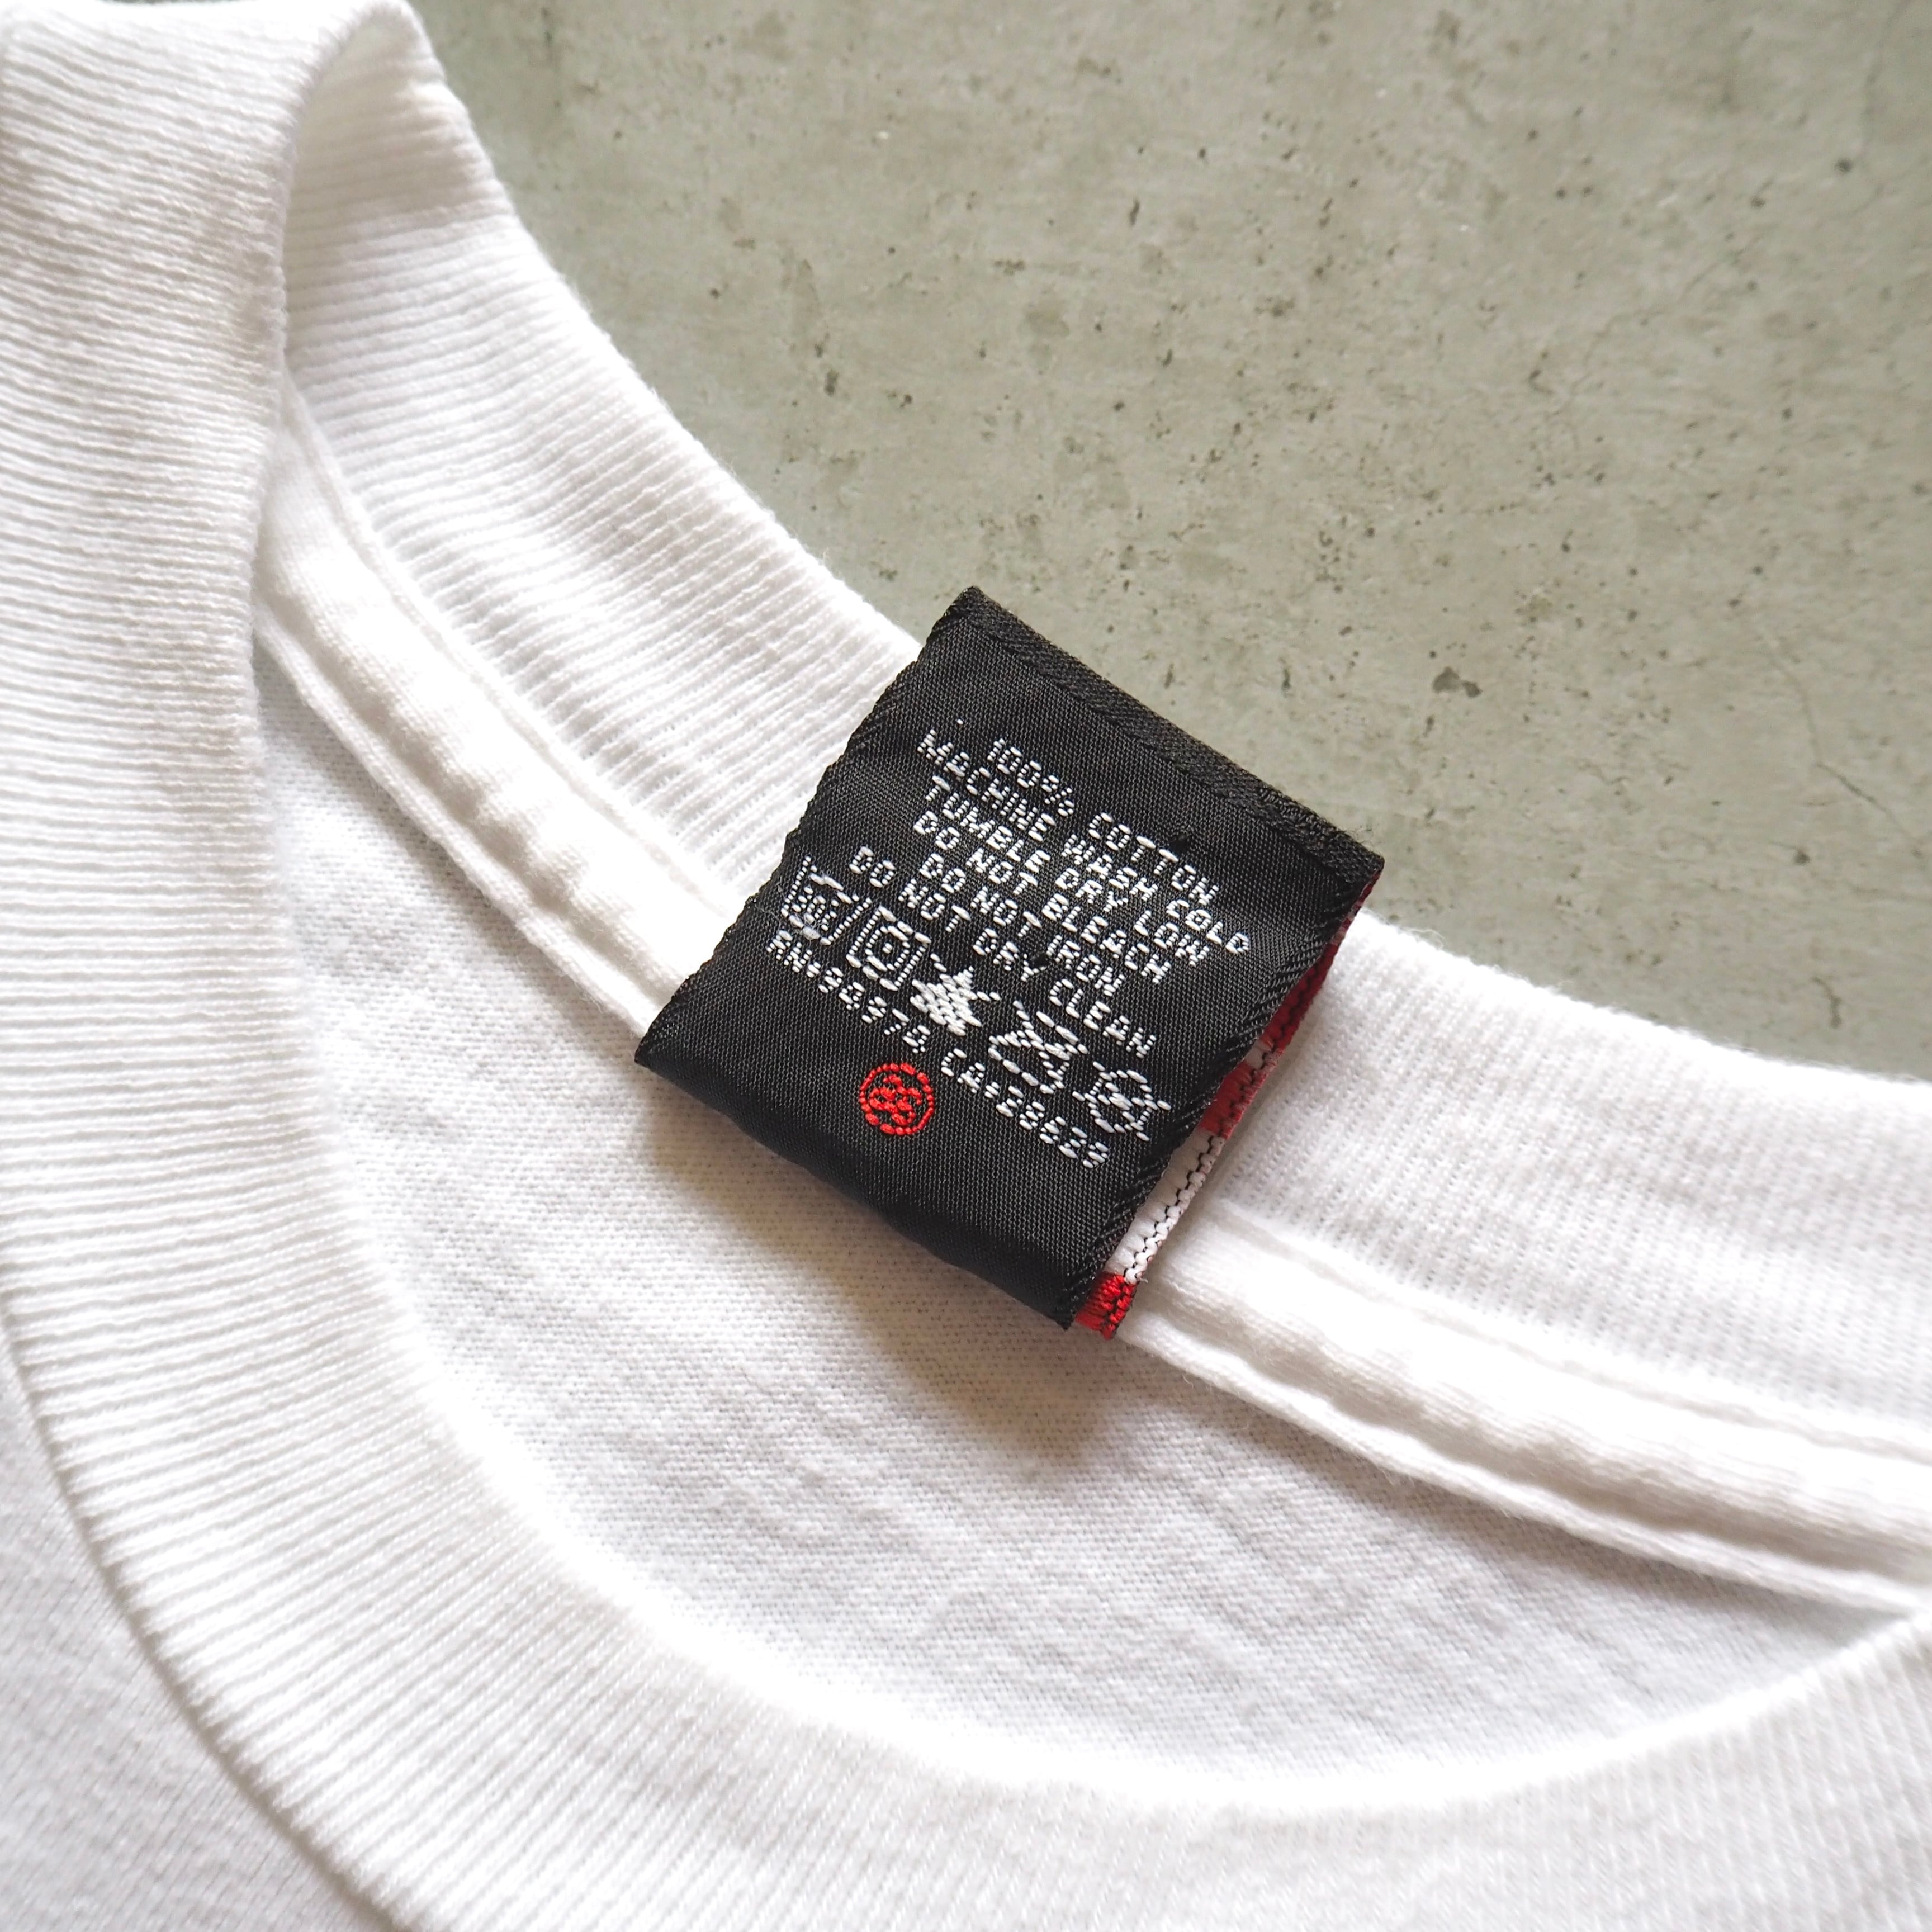 100% COTTON
MACHINE WASH COLD
TUMBLE DRY LOW
DO NOT BLEACH
DO NOT IRON
DO NOT DRY CLEAN